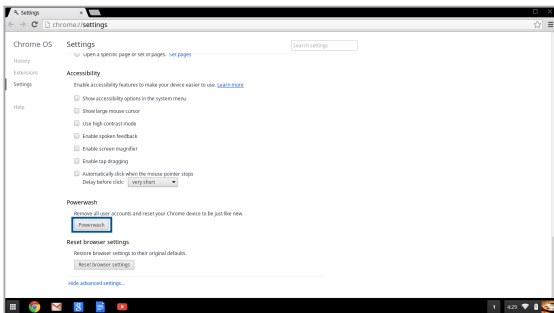 Settings
chrome://settings
Chrome OS
Settings
Search settings
History
Extensions
Settings
Help
Open a specific page or set of pages. Set pages
Accessibility
Enable accessibility features to make your device easier to use. Learn more
Show accessibility options in the system menu
Show large mouse cursor
Use high contrast mode
Enable spoken feedback
Enable screen magnifier
Enable tap dragging
Automatically click when the mouse pointer stops
Delay before click: very short
Powerwash
Remove all user accounts and reset your Chrome device to be just like new.
Powerwash
Reset browser settings
Restore browser settings to their original defaults.
Reset browser settings
Hide advanced settings...
8
1 4:29